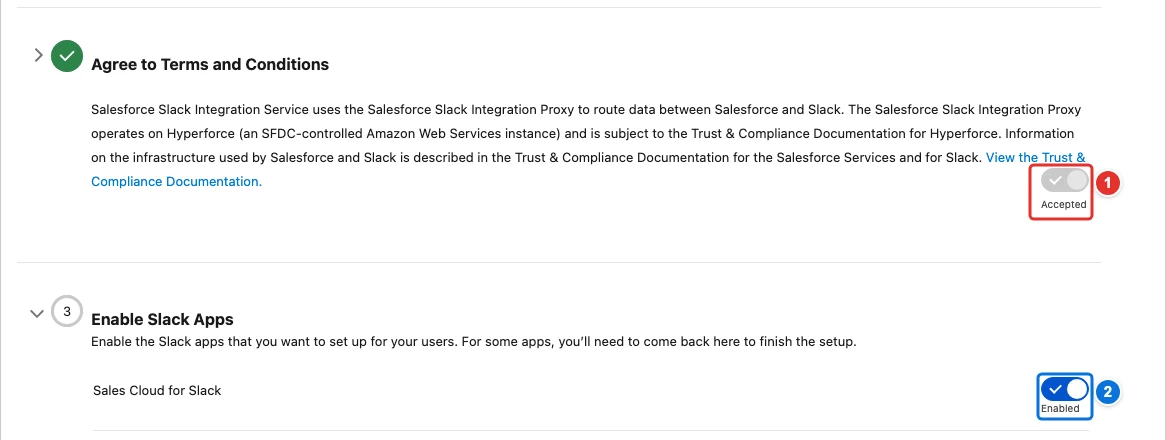 Agree to Terms and Conditions
Salesforce Slack Integration Service uses the Salesforce Slack Integration Proxy to route data between Salesforce and Slack. The Salesforce Slack Integration Proxy
operates on Hyperforce (an SFDC-controlled Amazon Web Services instance) and is subject to the Trust & Compliance Documentation for Hyperforce. Information
on the infrastructure used by Salesforce and Slack is described in the Trust & Compliance Documentation for the Salesforce Services and for Slack. View the Trust &
Compliance Documentation.
1
Accepted
3
Enable Slack Apps
Enable the Slack apps that you want to set up for your users. For some apps, you’ll need to come back here to finish the setup.
Sales Cloud for Slack
2
Enabled